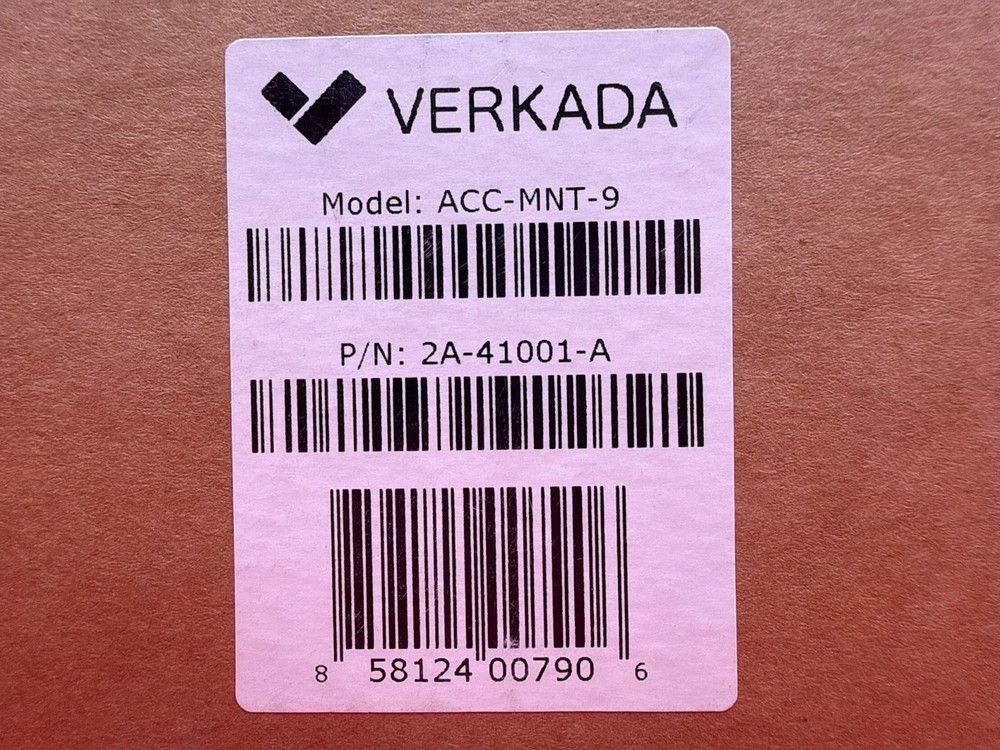 VERKADA
Model: ACC-MNT-9
P/N: 2A-41001-A
8 58124 00790 6